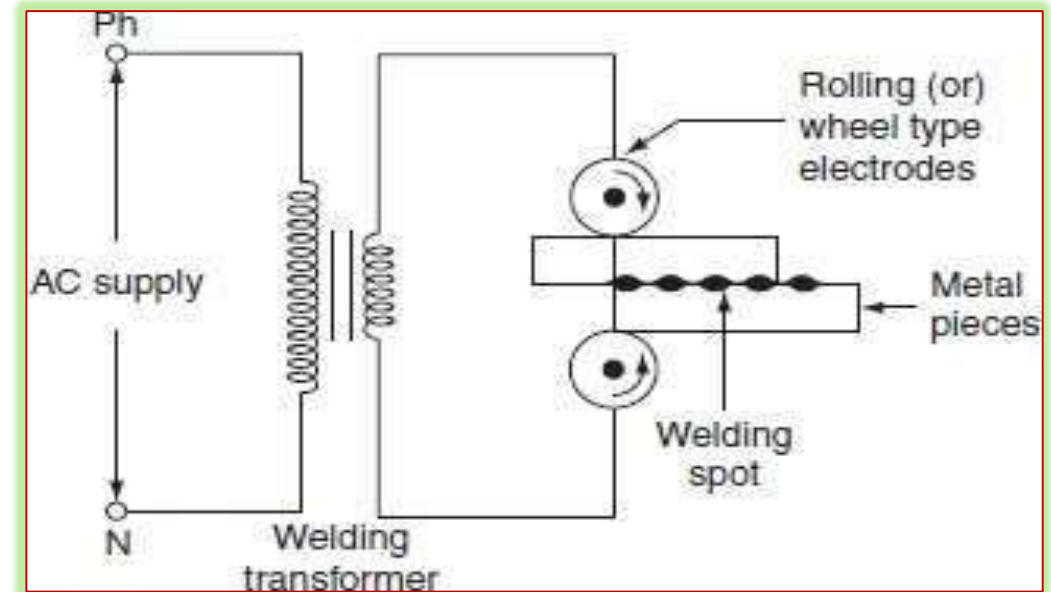 Ph
Rolling (or)
wheel type
electrodes
AC supply
Metal
pieces
Welding
spot
N
Welding
transformer